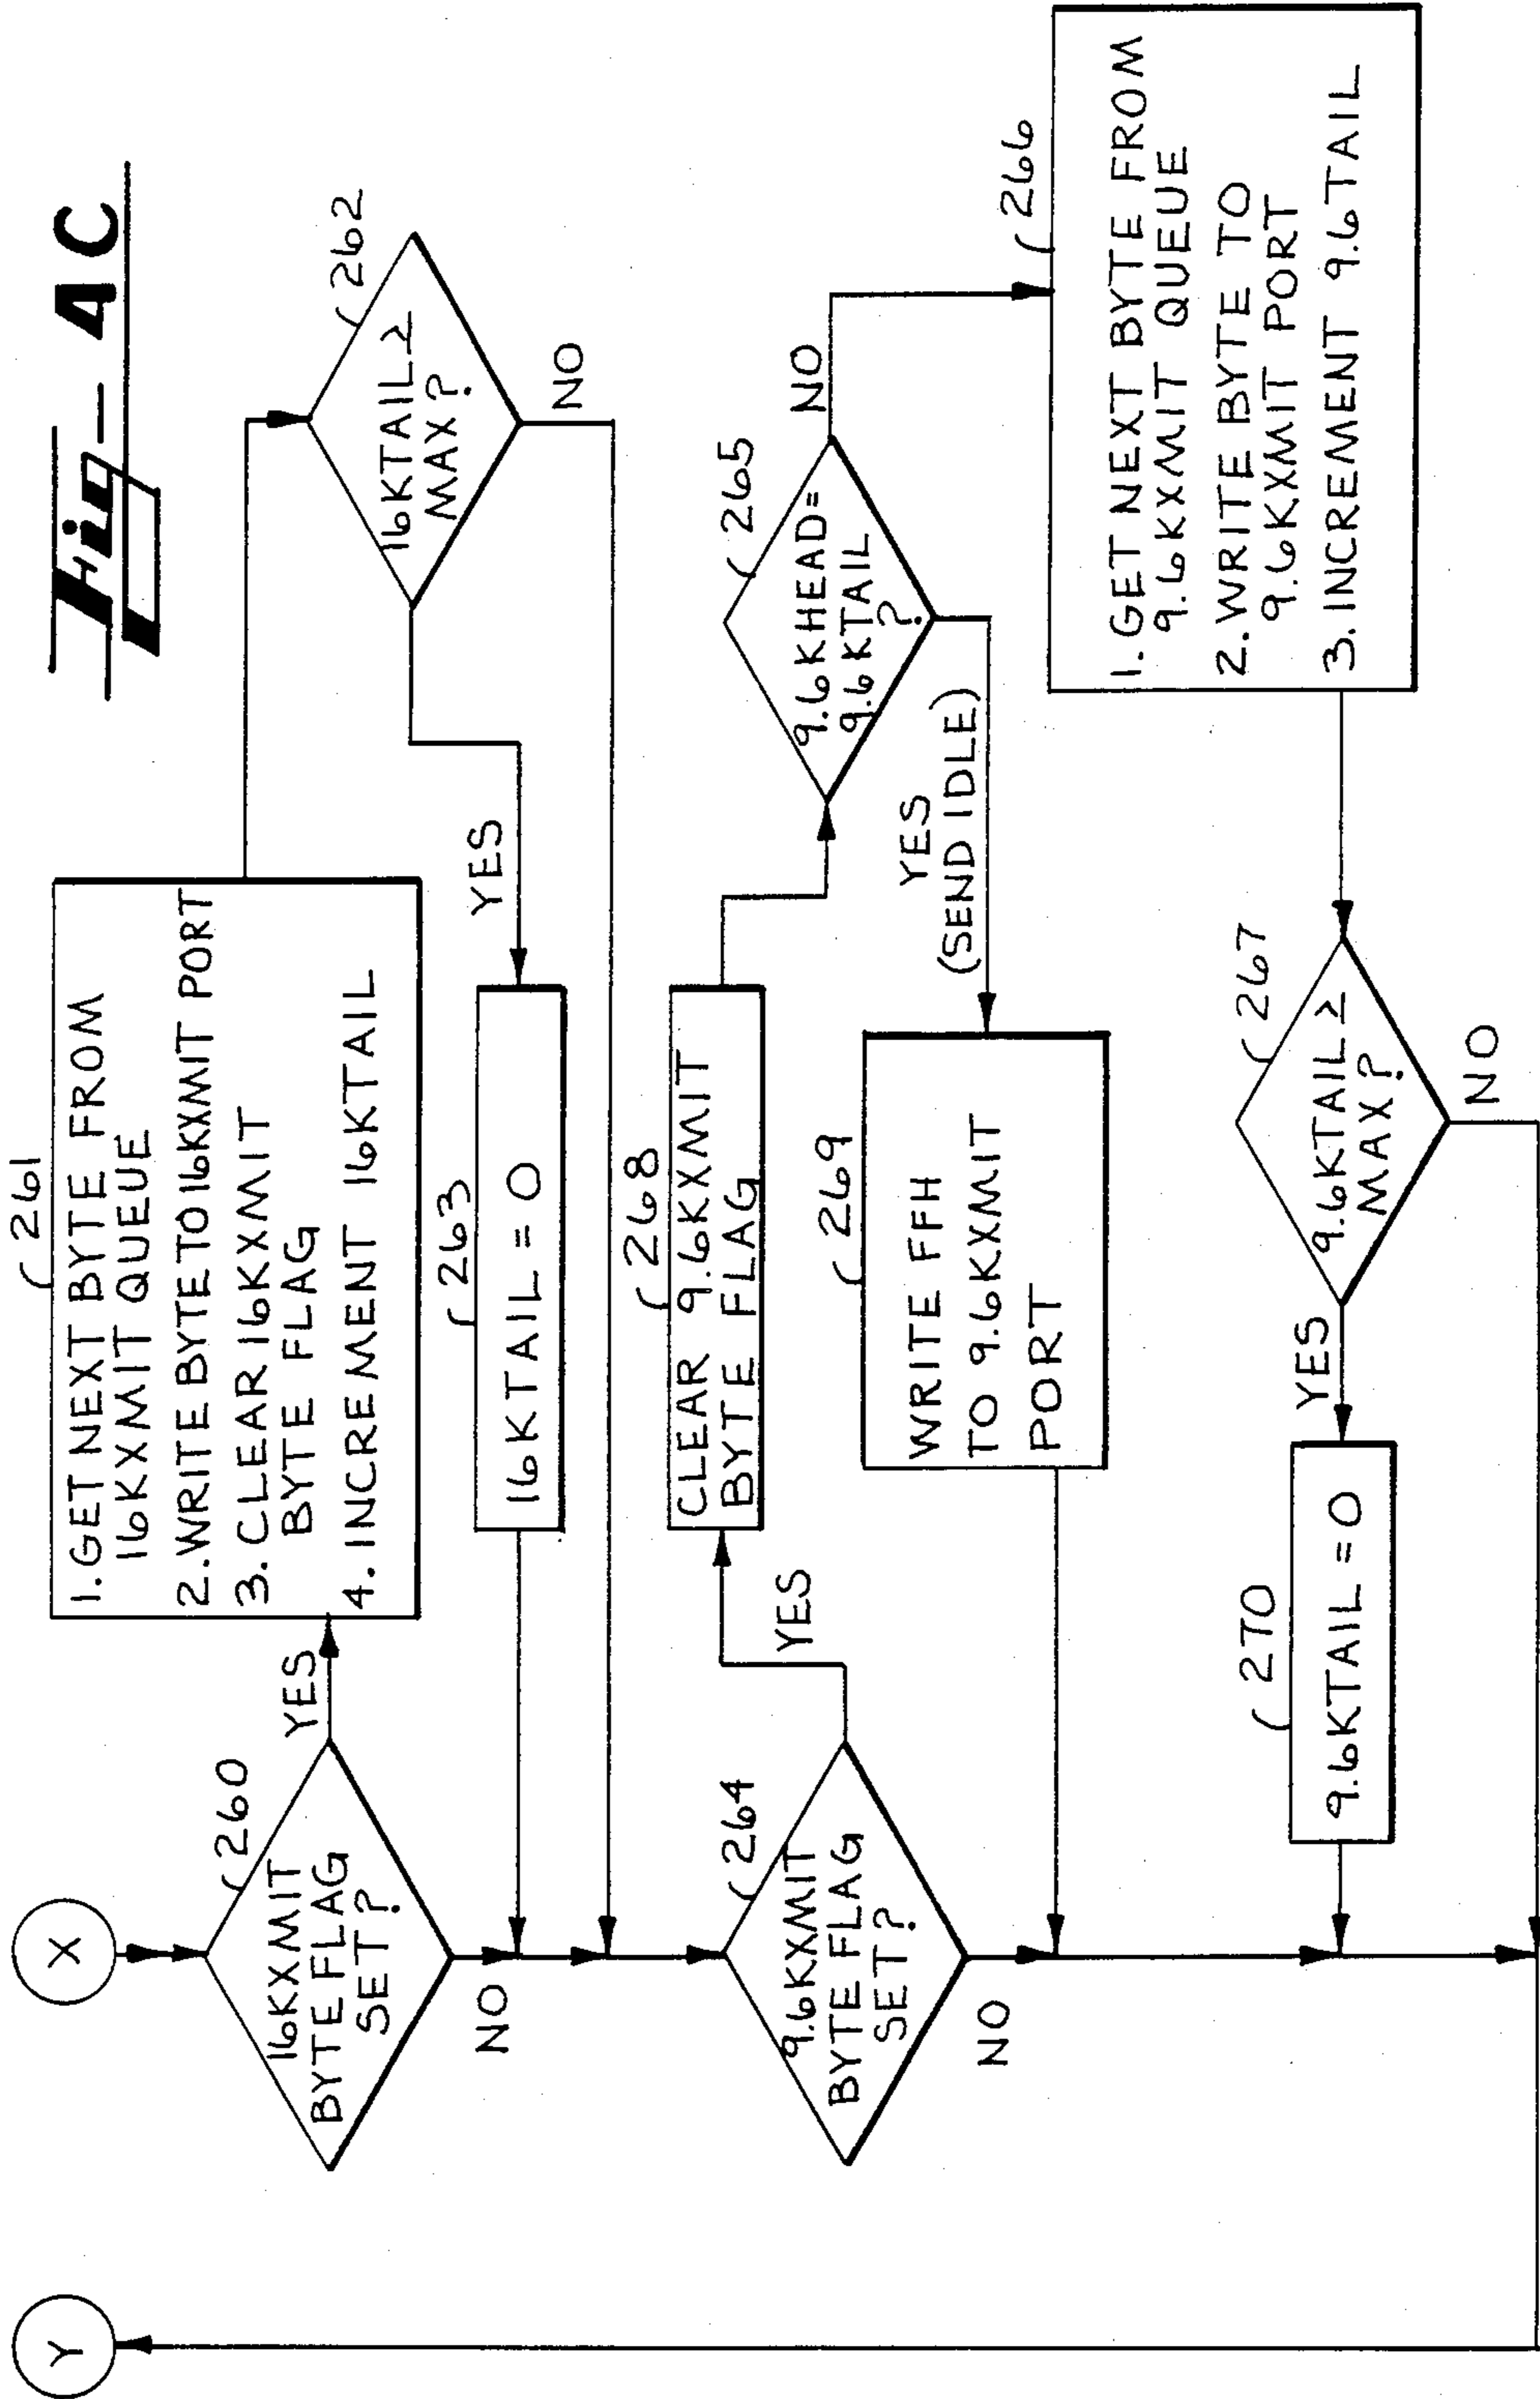 Fig-AC
X
Y
260
16KXMIT
BYTE FLAG
SET?
YES
NO
261
1. GET NEXT BYTE FROM
16KXMIT QUEUE
2. WRITE BYTE TO 16KXMIT PORT
3. CLEAR 16KXMIT
BYTE FLAG
4. INCREMENT 16KTAIL
262
16KTAIL ≥
MAX?
NO
YES
263
16KTAIL = 0
264
9.6KXMIT
BYTE FLAG
SET?
YES
NO
268
CLEAR 9.6KXMIT
BYTE FLAG
265
9.6KHEAD=
9.6KTAIL
?
NO
YES
(SEND IDLE)
269
WRITE FFH
TO 9.6KXMIT
PORT
266
1. GET NEXT BYTE FROM
9.6KXMIT QUEUE
2. WRITE BYTE TO
9.6KXMIT PORT
3. INCREMENT 9.6TAIL
267
9.6KTAIL ≥
MAX?
YES
NO
270
9.6KTAIL = 0